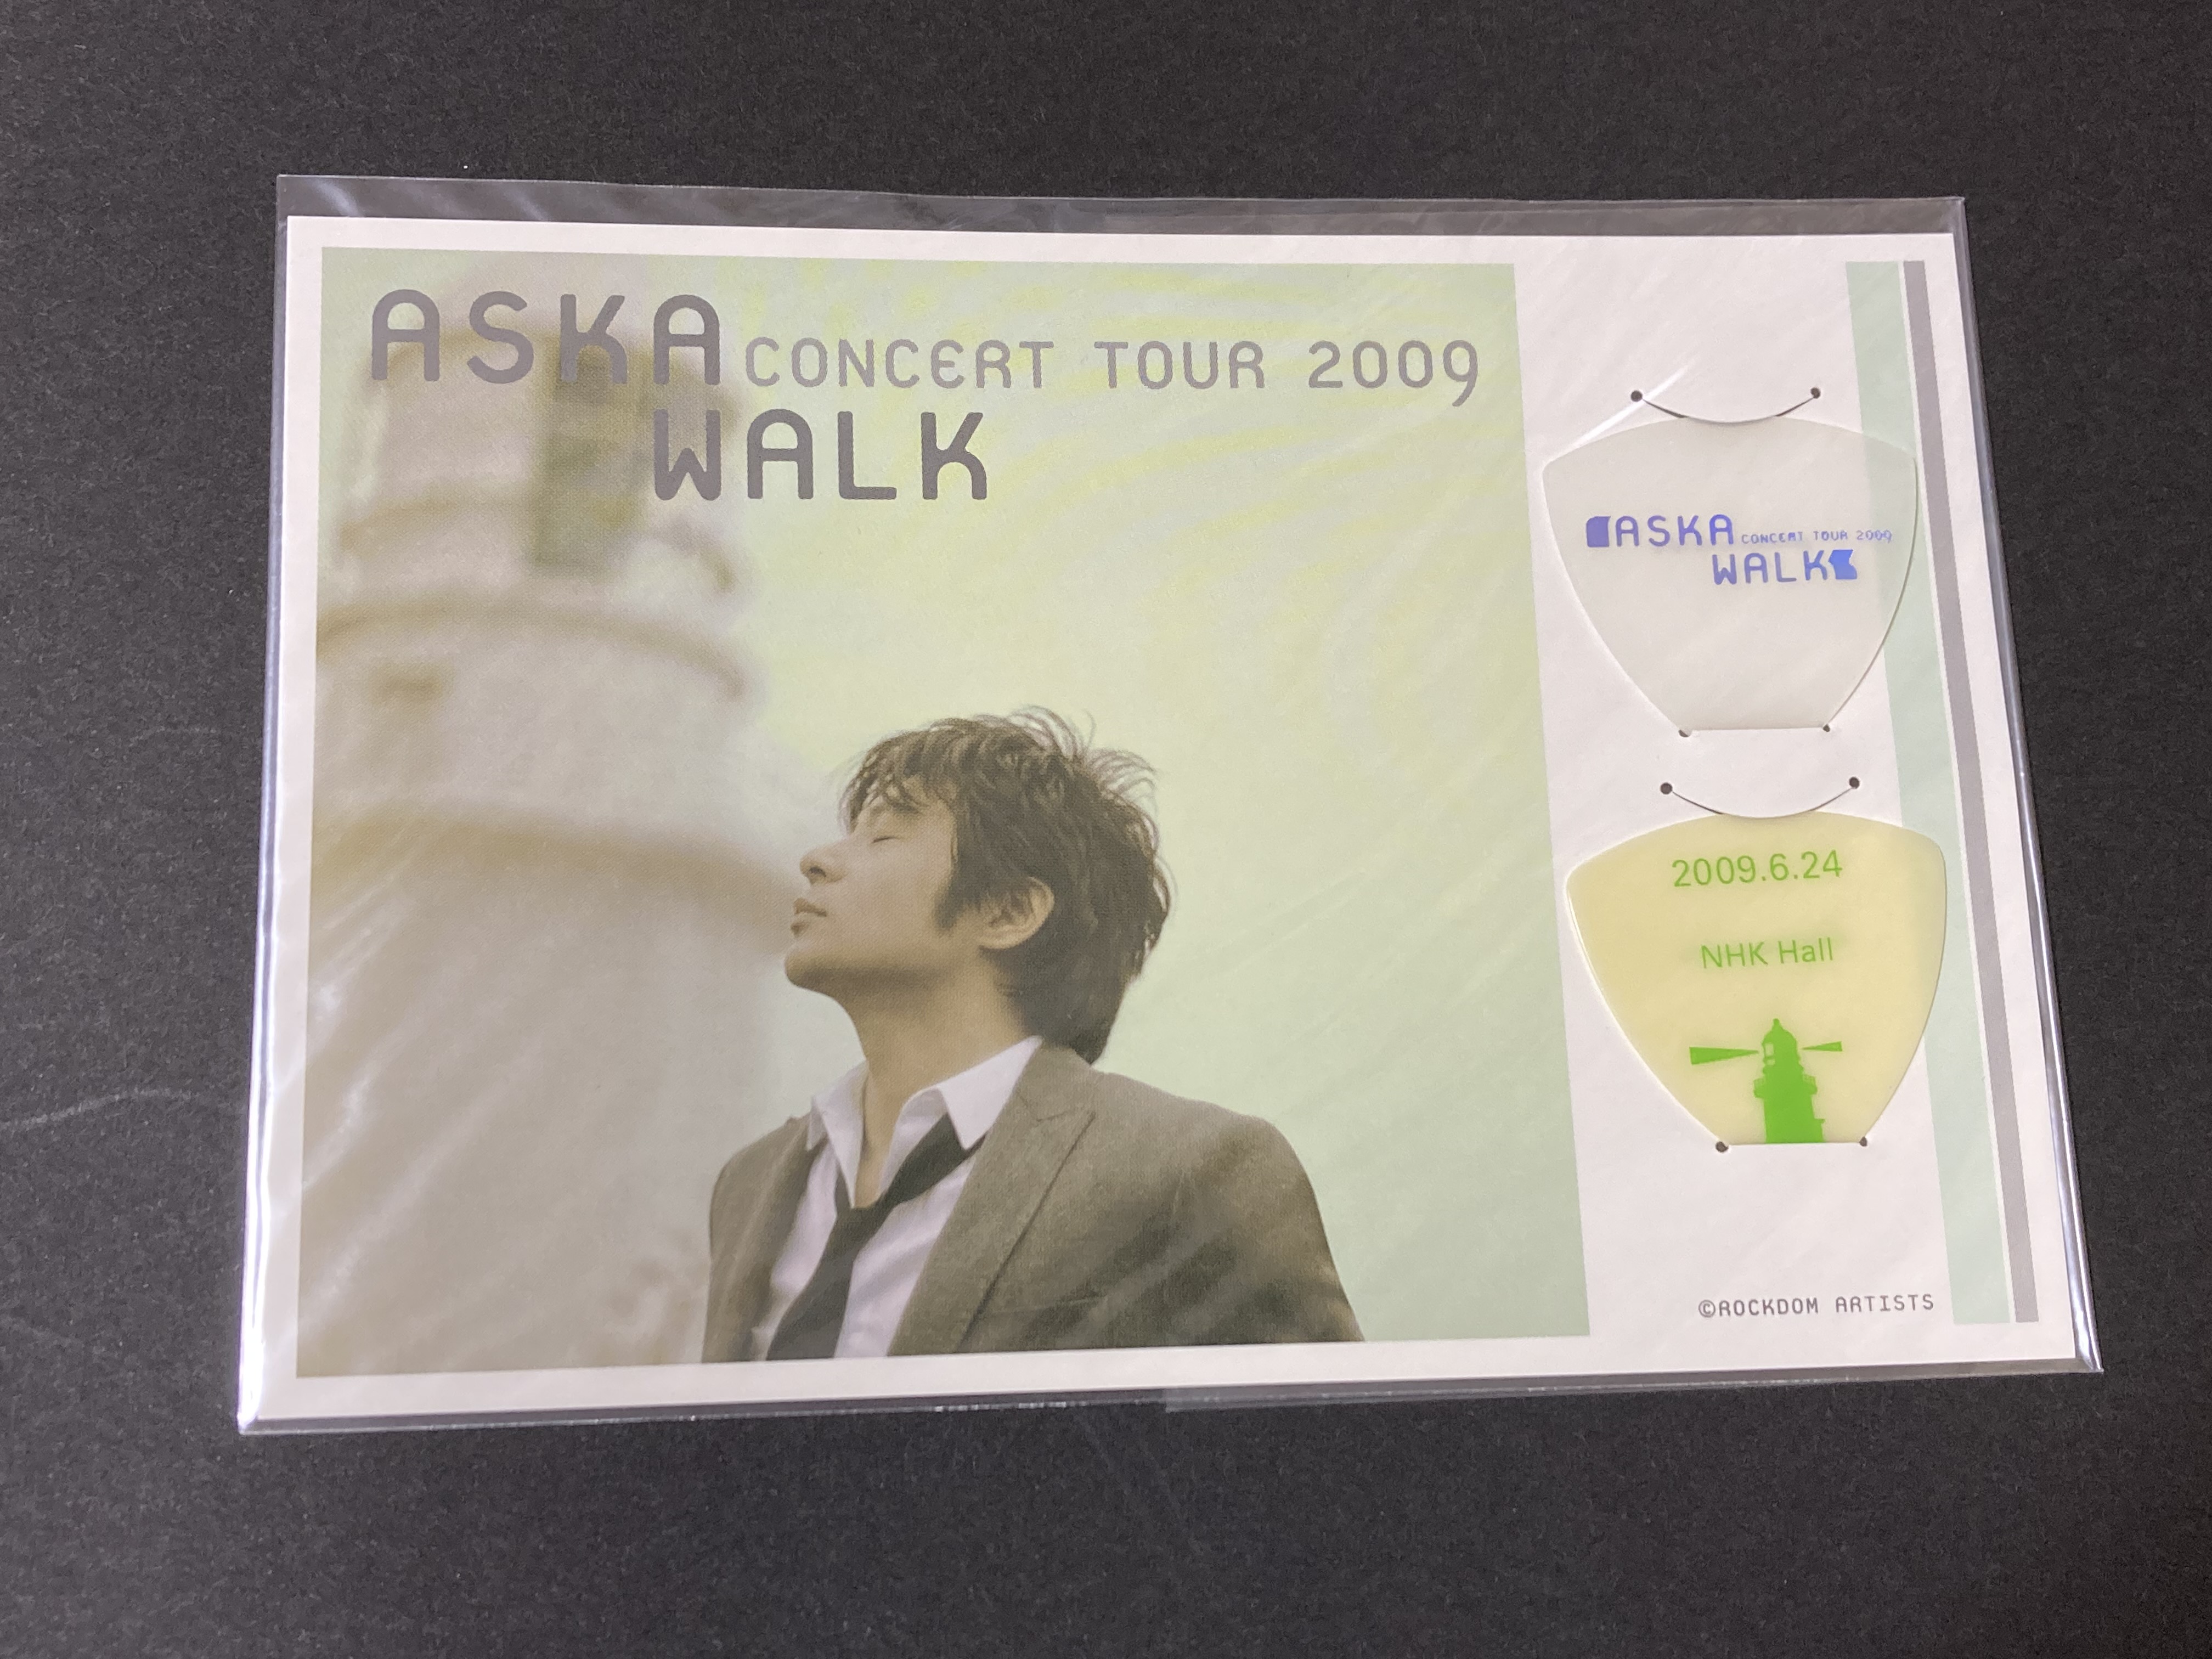 ASKA CONCERT TOUR 2009
WALK
ASKA CONCERT TOUR 2009
WALK
2009.6.24
NHK Hall
©ROCKDOM ARTISTS